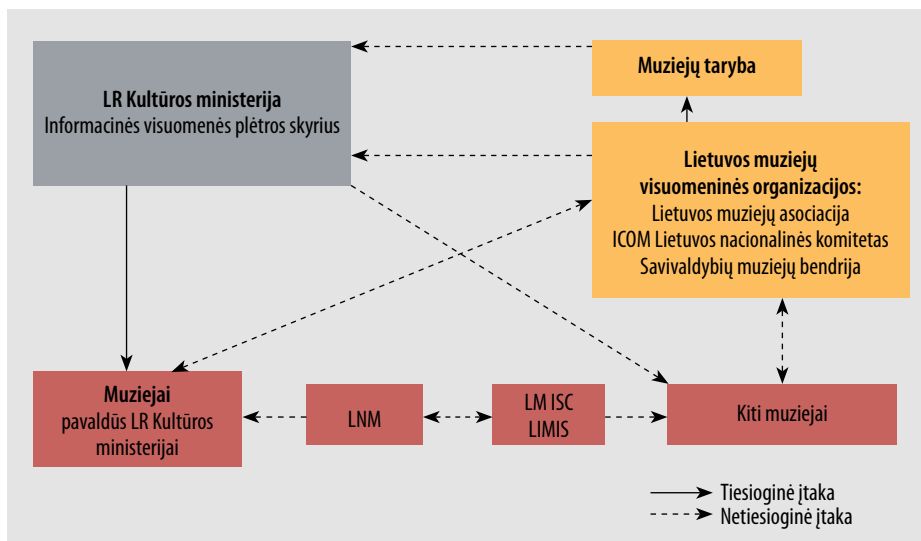 LR Kultūros ministerija
Informacinės visuomenės plėtros skyrius
Muziejų taryba
Lietuvos muziejų
visuomeninės organizacijos:
Lietuvos muziejų asociacija
ICOM Lietuvos nacionalinės komitetas
Savivaldybių muziejų bendrija
Muziejai
pavaldūs LR Kultūros
ministerijai
LNM
LM ISC
LIMIS
Kiti muziejai
Tiesioginė įtaka
Netiesioginė įtaka